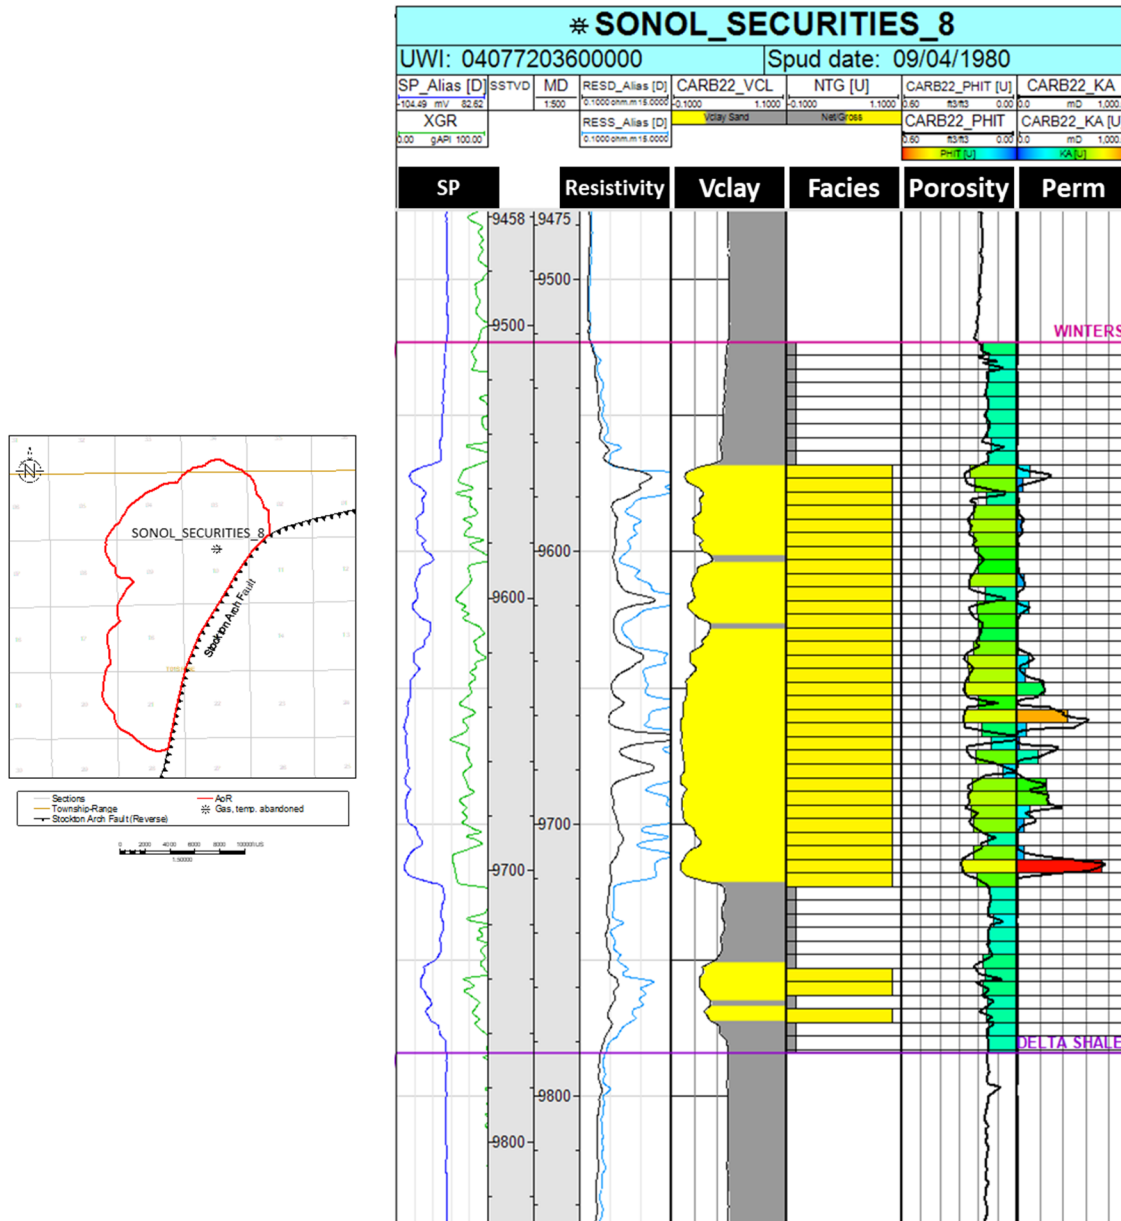 SONOL_SECURITIES_8
UWI: 04077203600000
Spud date: 09/04/1980
SP_Alias [D]
-104.49 mV 82.62
XGR
0.00 gAPI 100.00
SSTVD
MD
1:500
RESD_Alias [D]
0.1000 ohm.m 15.0000
RESS_Alias [D]
0.1000 ohm.m 15.0000
CARB22_VCL
-0.1000 1.1000
Vclay Sand
NTG [U]
-0.1000 1.1000
Net/Gross
CARB22_PHIT [U]
0.60 ft3/ft3 0.00
CARB22_PHIT
0.60 ft3/ft3 0.00
PHIT [U]
CARB22_KA
0.0 mD 1,000.
CARB22_KA [U]
0.0 mD 1,000.
KA [U]
SP
Resistivity
Vclay
Facies
Porosity
Perm
9458
9475
9500
9500
WINTERS
9600
9600
9700
9700
DELTA SHALE
9800
9800
N
SONOL_SECURITIES_8
Stockton Arch Fault
Sections
Township-Range
Stockton Arch Fault (Reverse)
AoR
Gas, temp. abandoned
0 2000 4000 6000 8000 10000ftUS
1:50000